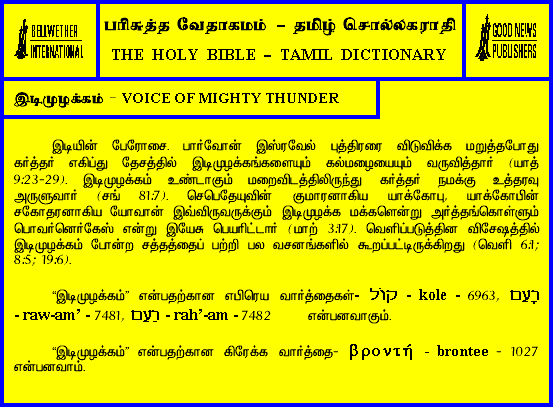 BELLWETHER
INTERNATIONAL
பரிசுத்த வேதாகமம் – தமிழ் சொல்லகராதி
THE HOLY BIBLE – TAMIL DICTIONARY
GOOD NEWS
PUBLISHERS
இடிமுழக்கம் – VOICE OF MIGHTY THUNDER
இடியின் பேரோசை. பார்வோன் இஸ்ரவேல் புத்திரரை விடுவிக்க மறுத்தபோது
கர்த்தர் எகிப்து தேசத்தில் இடிமுழக்கங்களையும் கல்மழையையும் வருவித்தார் (யாத்
9:23-29). இடிமுழக்கம் உண்டாகும் மறைவிடத்திலிருந்து கர்த்தர் நமக்கு உத்தரவு
அருளுவார் (சங் 81:7). செபெதேயுவின் குமாரனாகிய யாக்கோபு, யாக்கோபின்
சகோதரனாகிய யோவான் இவ்விருவருக்கும் இடிமுழக்க மக்களென்று அர்த்தங்கொள்ளும்
பொவர்னெர்கேஸ் என்று இயேசு பெயரிட்டார் (மாற் 3:17). வெளிப்படுத்தின விசேஷத்தில்
இடிமுழக்கம் போன்ற சத்தத்தைப் பற்றி பல வசனங்களில் கூறப்பட்டிருக்கிறது (வெளி 6:1;
8:5; 19:6).
“இடிமுழக்கம்” என்பதற்கான எபிரெய வார்த்தைகள்- קוֹל - kole - 6963, רָעַם
- raw-am’ - 7481, רַעַם - rah’-am - 7482 என்பனவாகும்.
“இடிமுழக்கம்” என்பதற்கான கிரேக்க வார்த்தை- βροντή - brontee - 1027
என்பனவாம்.